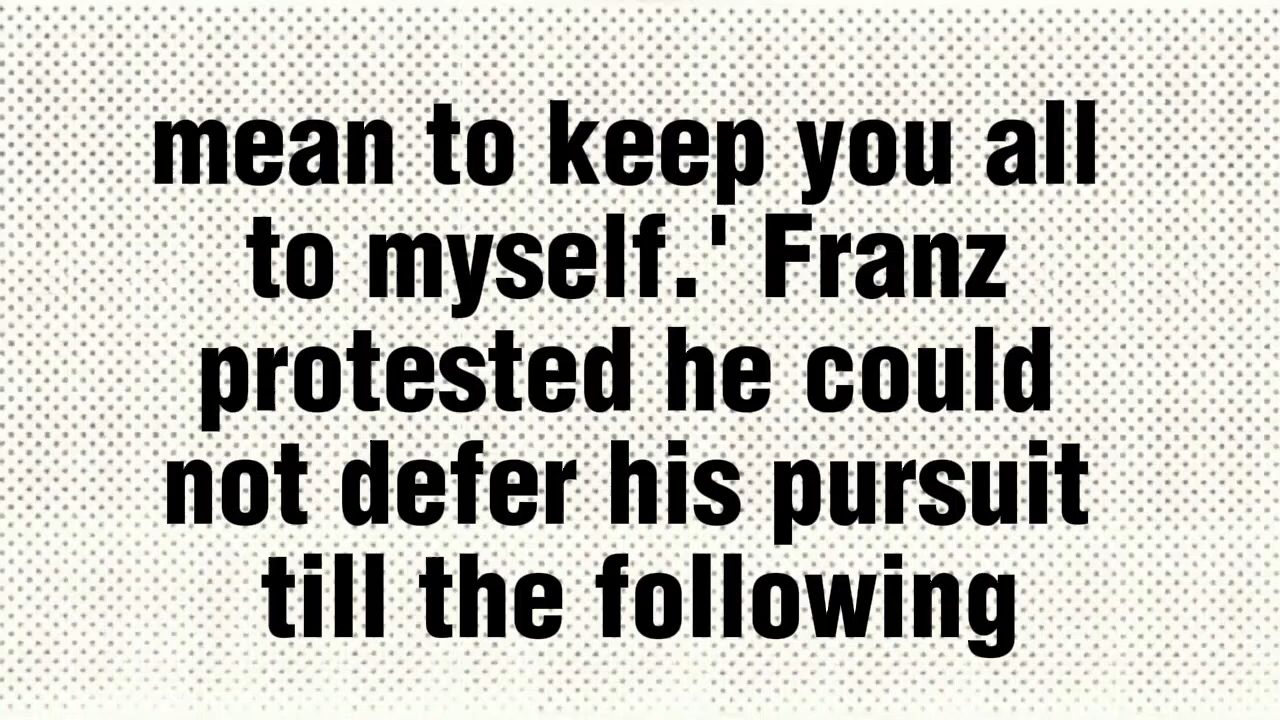 mean to keep you all
to myself.' Franz
protested he could
not defer his pursuit
till the following